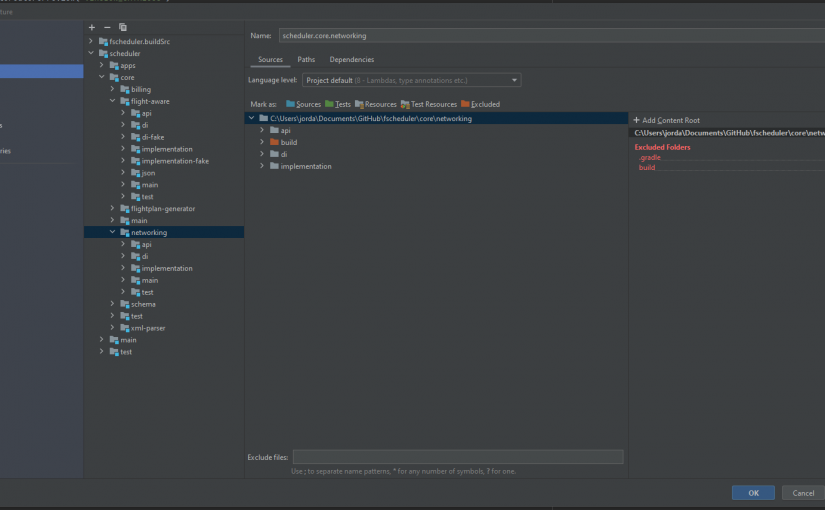 ture
s
ries
fscheduler.buildSrc
scheduler
apps
core
billing
flight-aware
api
di
di-fake
implementation
implementation-fake
json
main
test
flightplan-generator
main
networking
api
di
implementation
main
test
schema
test
xml-parser
main
test
Name: scheduler.core.networking
Sources Paths Dependencies
Language level: Project default (8 - Lambdas, type annotations etc.)
Mark as: Sources Tests Resources Test Resources Excluded
C:\Users\jorda\Documents\GitHub\fscheduler\core\networking
api
build
di
implementation
Exclude files:
Use ; to separate name patterns, * for any number of symbols, ? for one.
+ Add Content Root
C:\Users\jorda\Documents\GitHub\fscheduler\core\netw
Excluded Folders
.gradle
build
OK Cancel